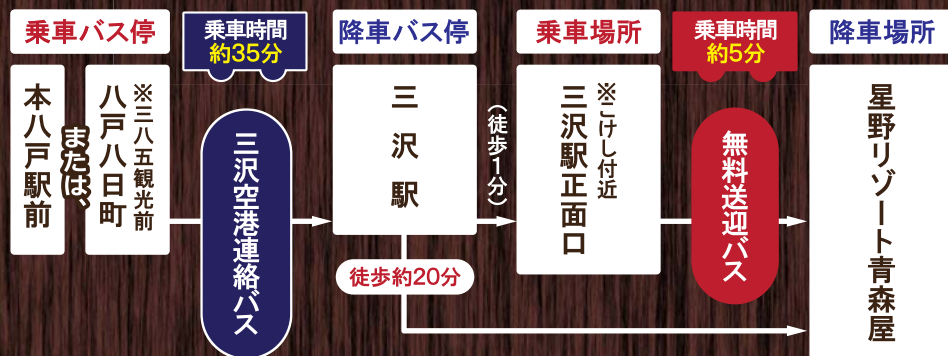 乗車バス停
本八戸駅前
または、
八戸八日町
※三八五観光前
乗車時間
約35分
三沢空港連絡バス
降車バス停
三沢駅
（徒歩1分）
徒歩約20分
乗車場所
三沢駅正面口
※こけし付近
乗車時間
約5分
無料送迎バス
降車場所
星野リゾート青森屋